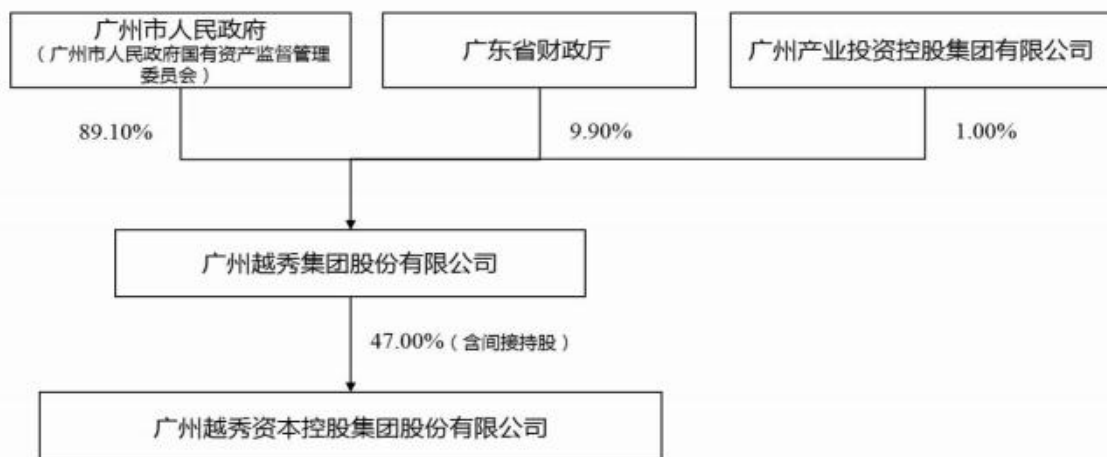 广州市人民政府
（广州市人民政府国有资产监督管理
委员会）
广东省财政厅
广州产业投资控股集团有限公司
89.10%
9.90%
1.00%
广州越秀集团股份有限公司
47.00%（含间接持股）
广州越秀资本控股集团股份有限公司